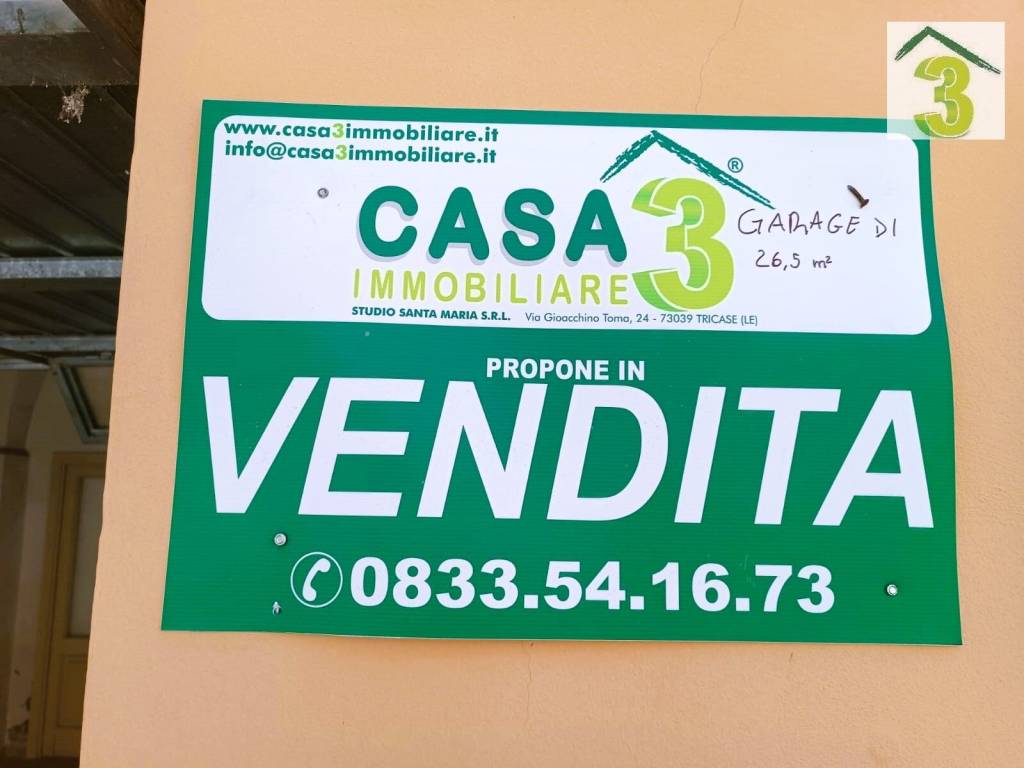 www.casa3immobiliare.it
info@casa3immobiliare.it
CASA 3 ®
IMMOBILIARE
STUDIO SANTA MARIA S.R.L. Via Gioacchino Toma, 24 - 73039 TRICASE (LE)
GARAGE DI
26,5 m²
PROPONE IN
VENDITA
0833.54.16.73
3